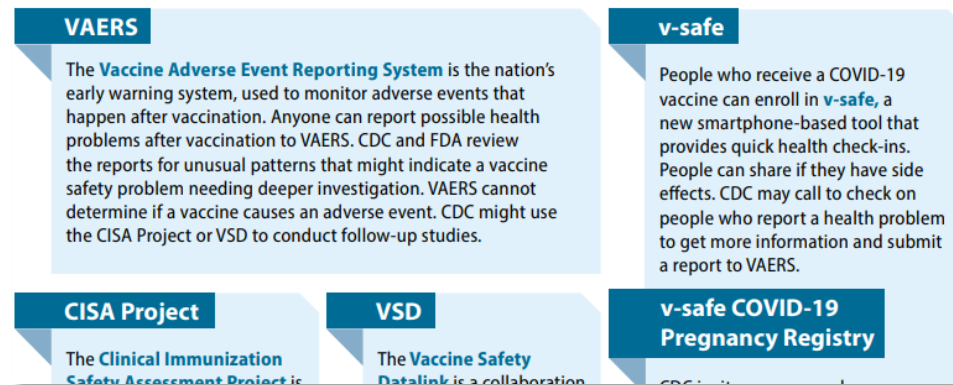 VAERS
The Vaccine Adverse Event Reporting System is the nation's
early warning system, used to monitor adverse events that
happen after vaccination. Anyone can report possible health
problems after vaccination to VAERS. CDC and FDA review
the reports for unusual patterns that might indicate a vaccine
safety problem needing deeper investigation. VAERS cannot
determine if a vaccine causes an adverse event. CDC might use
the CISA Project or VSD to conduct follow-up studies.
v-safe
People who receive a COVID-19
vaccine can enroll in v-safe, a
new smartphone-based tool that
provides quick health check-ins.
People can share if they have side
effects. CDC may call to check on
people who report a health problem
to get more information and submit
a report to VAERS.
CISA Project
The Clinical Immunization
Safety Assessment Project is
VSD
The Vaccine Safety
Datalink is a collaboration
v-safe COVID-19
Pregnancy Registry